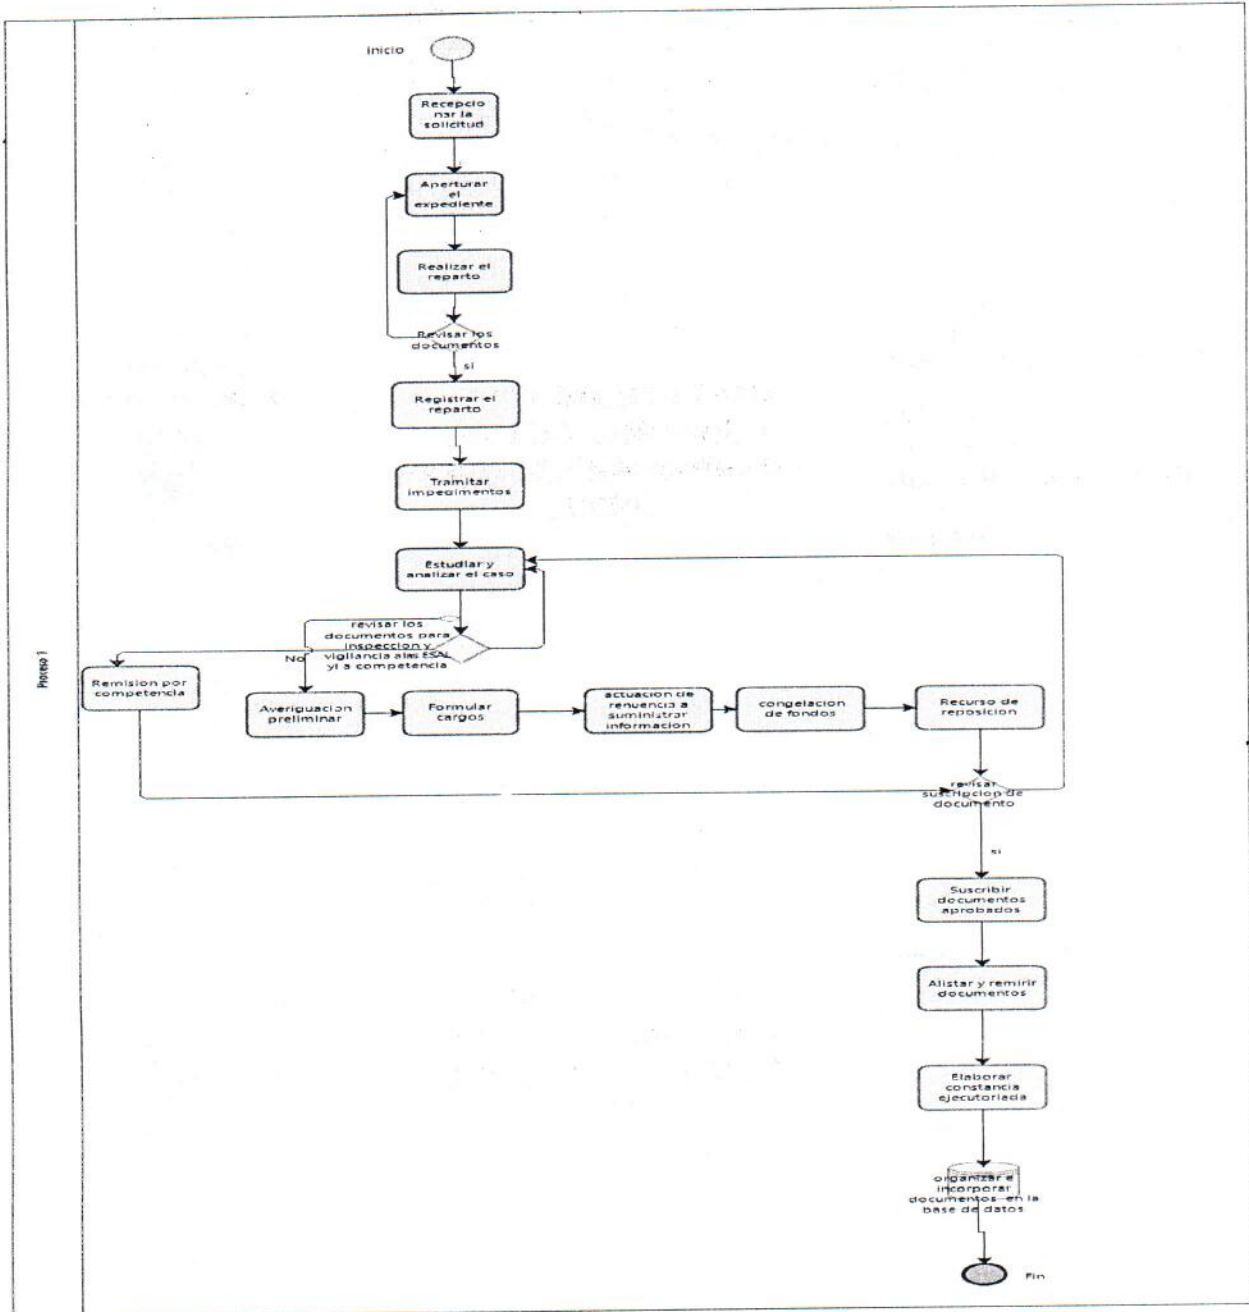 Proceso 1
Inicio
Recepcio
nar la
solicitud
Aperturar
el
expediente
Realizar el
reparto
Revisar los
documentos
si
Registrar el
reparto
Tramitar
impedimentos
Estudiar y
analizar el caso
revisar los
documentos para
inspeccion y
vigilancia a las ESAL
y la competencia
No
Remision por
competencia
Averiguacion
preliminar
Formular
cargos
actuacion de
renuencia a
suministrar
informacion
congelacion
de fondos
Recurso de
reposicion
revisar
suscripcion de
documento
si
Suscribir
documentos
aprobados
Alistar y remirir
documentos
Elaborar
constancia
ejecutoriada
organizar e
incorporar
documentos en la
base de datos
Fin